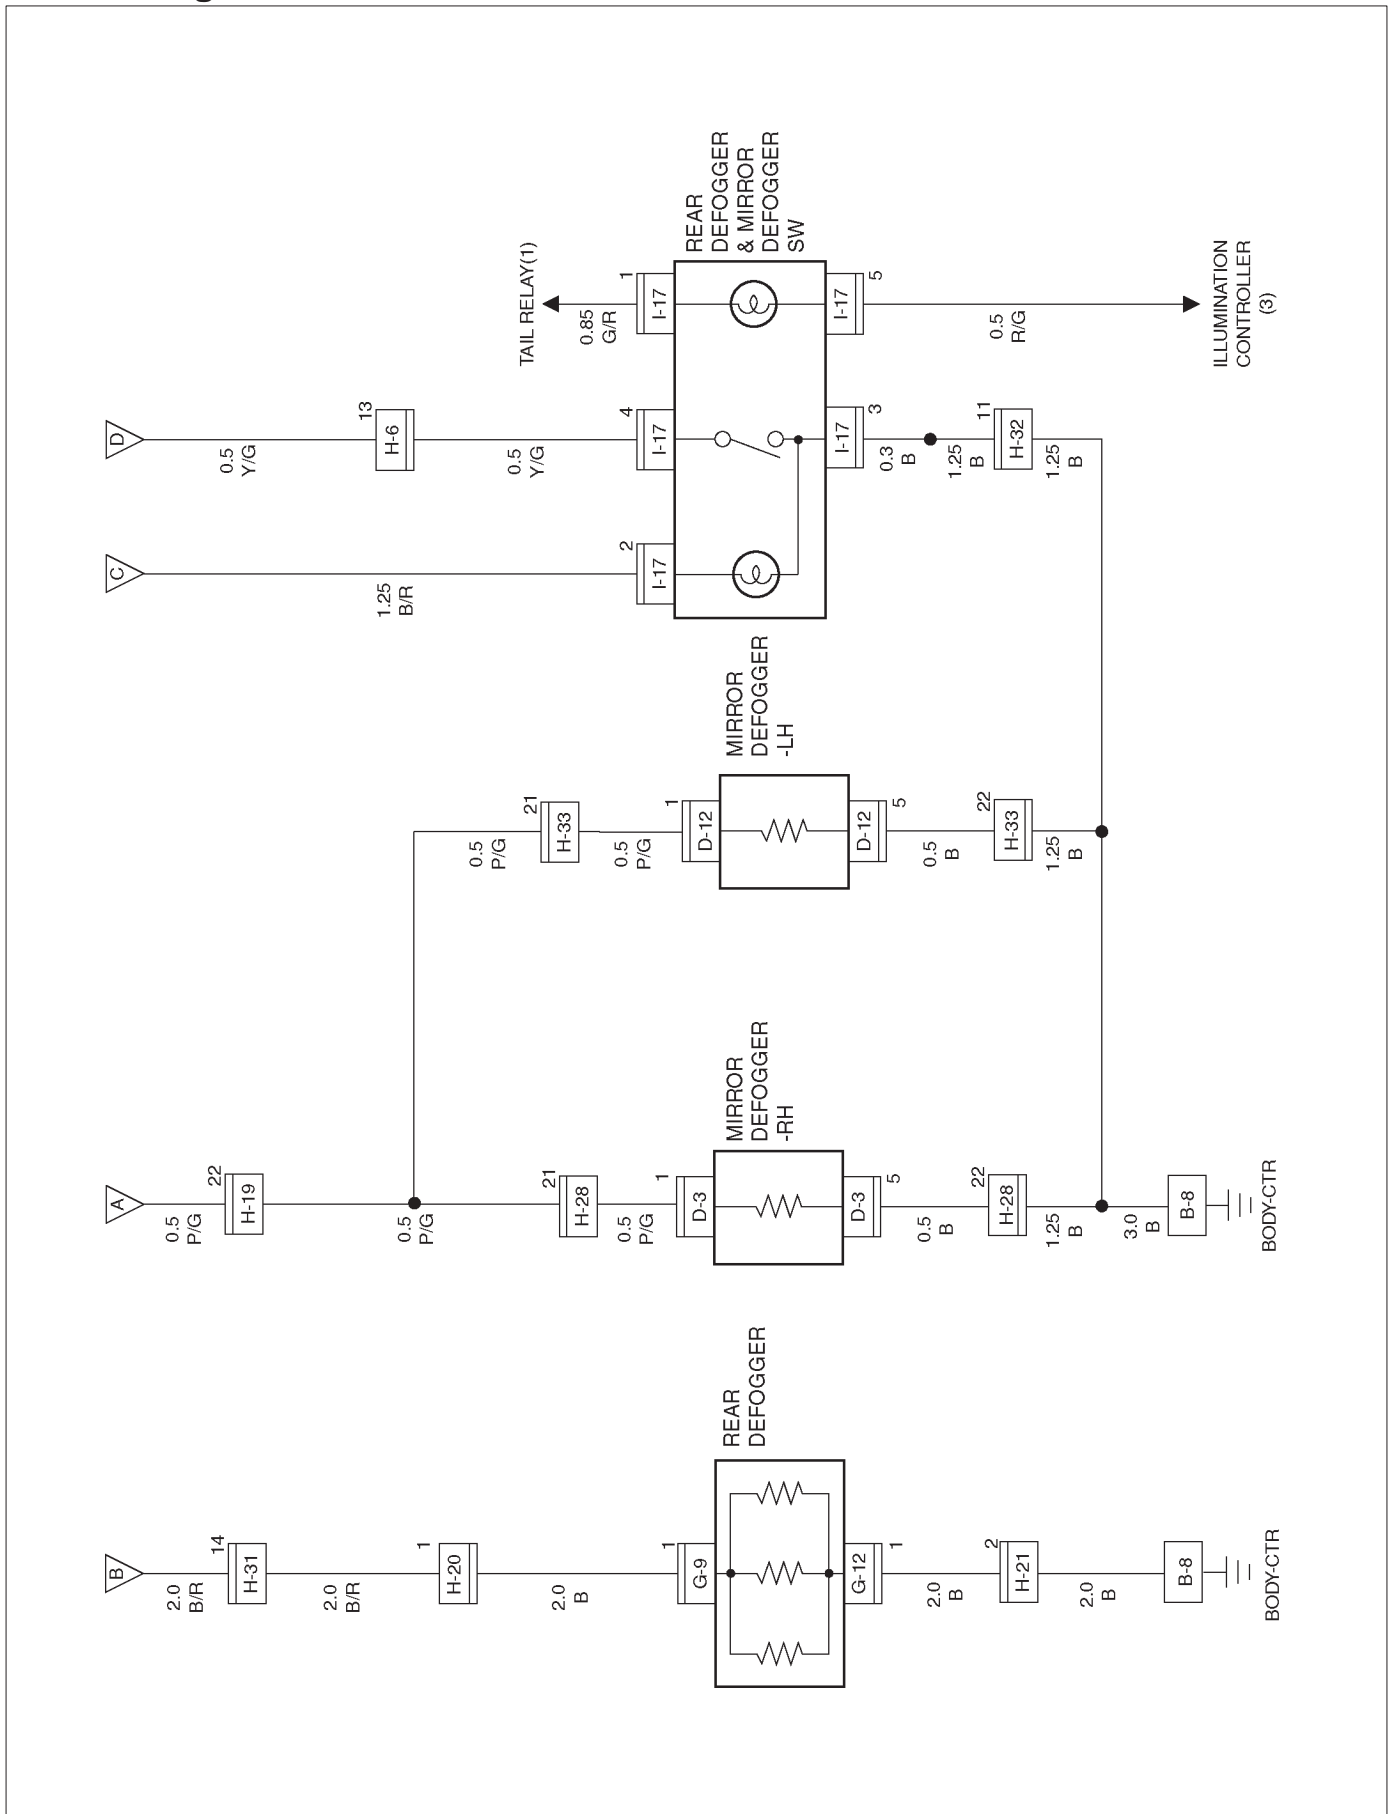 B
2.0
B/R
14
H-31
2.0
B/R
1
H-20
2.0
B
1
G-9
REAR
DEFOGGER
G-12
1
2.0
B
2
H-21
2.0
B
B-8
BODY-CTR
A
0.5
P/G
22
H-19
0.5
P/G
21
H-28
0.5
P/G
1
D-3
MIRROR
DEFOGGER
-RH
D-3
5
0.5
B
22
H-28
1.25
B
3.0
B
B-8
BODY-CTR
0.5
P/G
21
H-33
0.5
P/G
1
D-12
MIRROR
DEFOGGER
-LH
D-12
5
0.5
B
22
H-33
1.25
B
C
1.25
B/R
2
I-17
D
0.5
Y/G
13
H-6
0.5
Y/G
4
I-17
TAIL RELAY(1)
0.85
G/R
1
I-17
REAR
DEFOGGER
& MIRROR
DEFOGGER
SW
I-17
3
0.3
B
1.25
B
11
H-32
1.25
B
I-17
5
0.5
R/G
ILLUMINATION
CONTROLLER
(3)